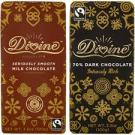 Divine
SERIOUSLY SMOOTH
MILK CHOCOLATE
Divine
70% DARK CHOCOLATE
Intensely Rich